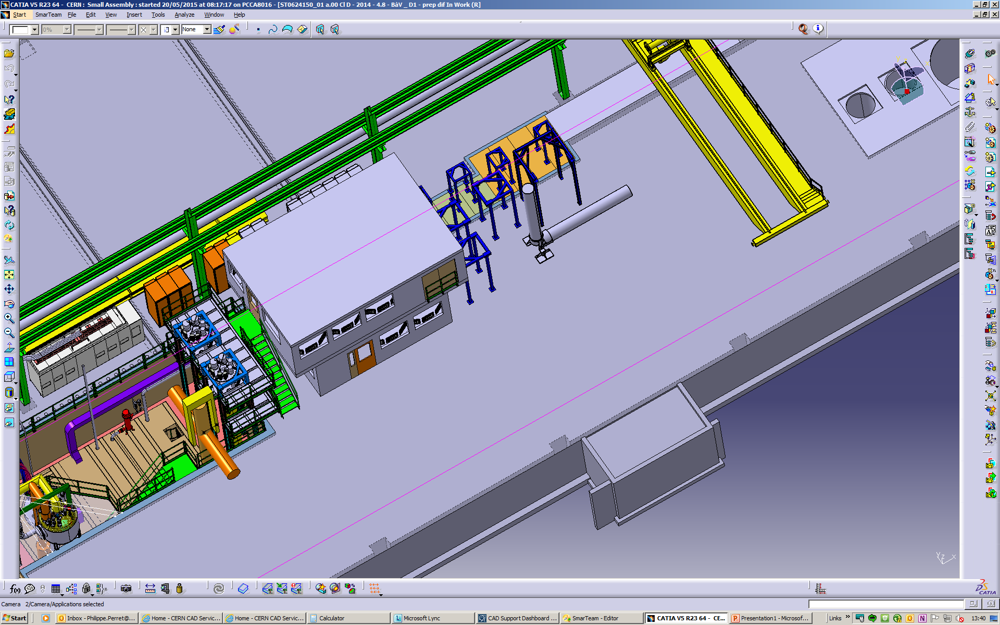 CATIA V5 R23 64 - CERN : Small Assembly : started 20/05/2015 at 08:17:17 on PCCA8016 - [ST0624150_01 a.00 Cl D - 2014 - 4.8 - BàV _ D1 - prep dif In Work (R]
Start SmarTeam File Edit View Insert Tools Analyze Window Help
0% None
Y Z X
f(x)
DS CATIA
Camera 2/Camera/Applications selected
Start Inbox - Philippe.Perret@... Home - CERN CAD Servic... Home - CERN CAD Servic... Calculator Microsoft Lync CAD Support Dashboard ... SmarTeam - Editor CATIA V5 R23 64 - CE... Presentation1 - Microsof... Links » 13:40